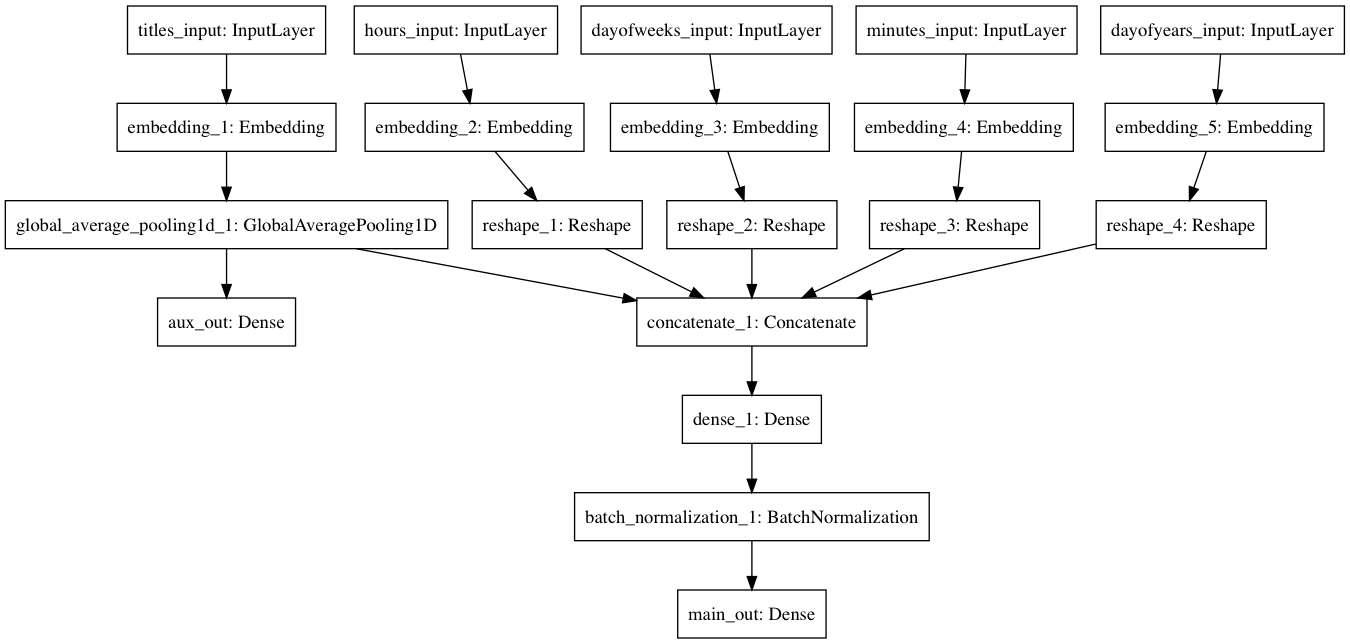 titles_input: InputLayer
hours_input: InputLayer
dayofweeks_input: InputLayer
minutes_input: InputLayer
dayofyears_input: InputLayer
embedding_1: Embedding
embedding_2: Embedding
embedding_3: Embedding
embedding_4: Embedding
embedding_5: Embedding
global_average_pooling1d_1: GlobalAveragePooling1D
reshape_1: Reshape
reshape_2: Reshape
reshape_3: Reshape
reshape_4: Reshape
aux_out: Dense
concatenate_1: Concatenate
dense_1: Dense
batch_normalization_1: BatchNormalization
main_out: Dense